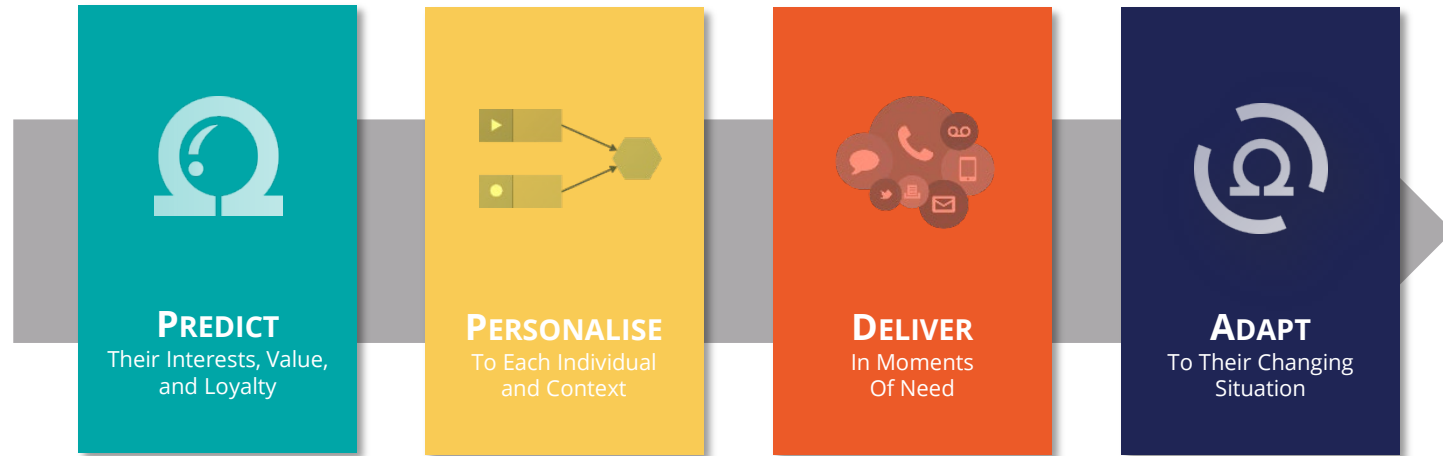 PREDICT
Their Interests, Value,
and Loyalty
PERSONALISE
To Each Individual
and Context
DELIVER
In Moments
Of Need
ADAPT
To Their Changing
Situation